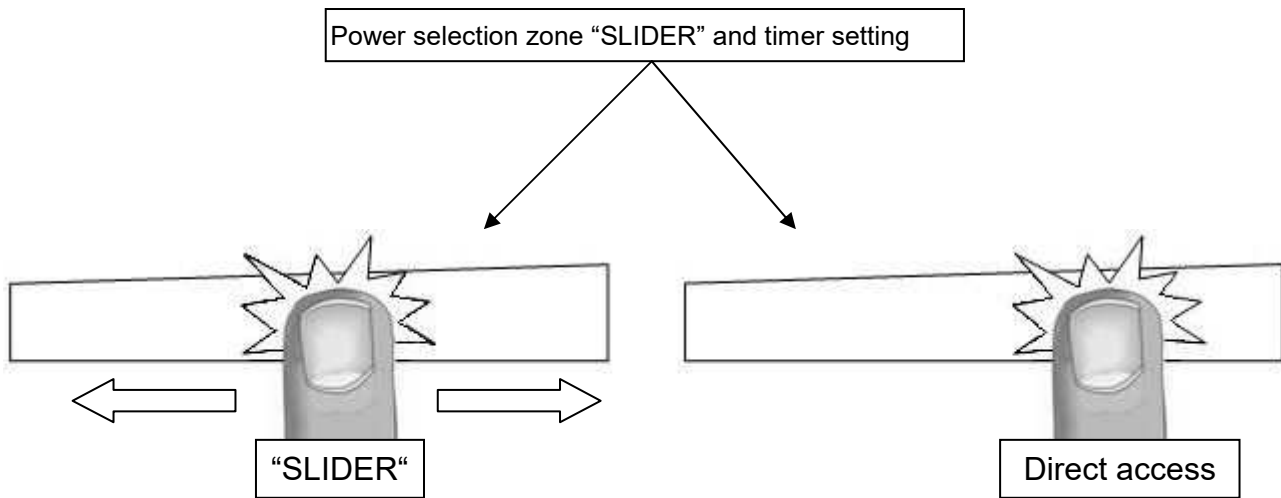 Power selection zone “SLIDER” and timer setting
“SLIDER“
Direct access